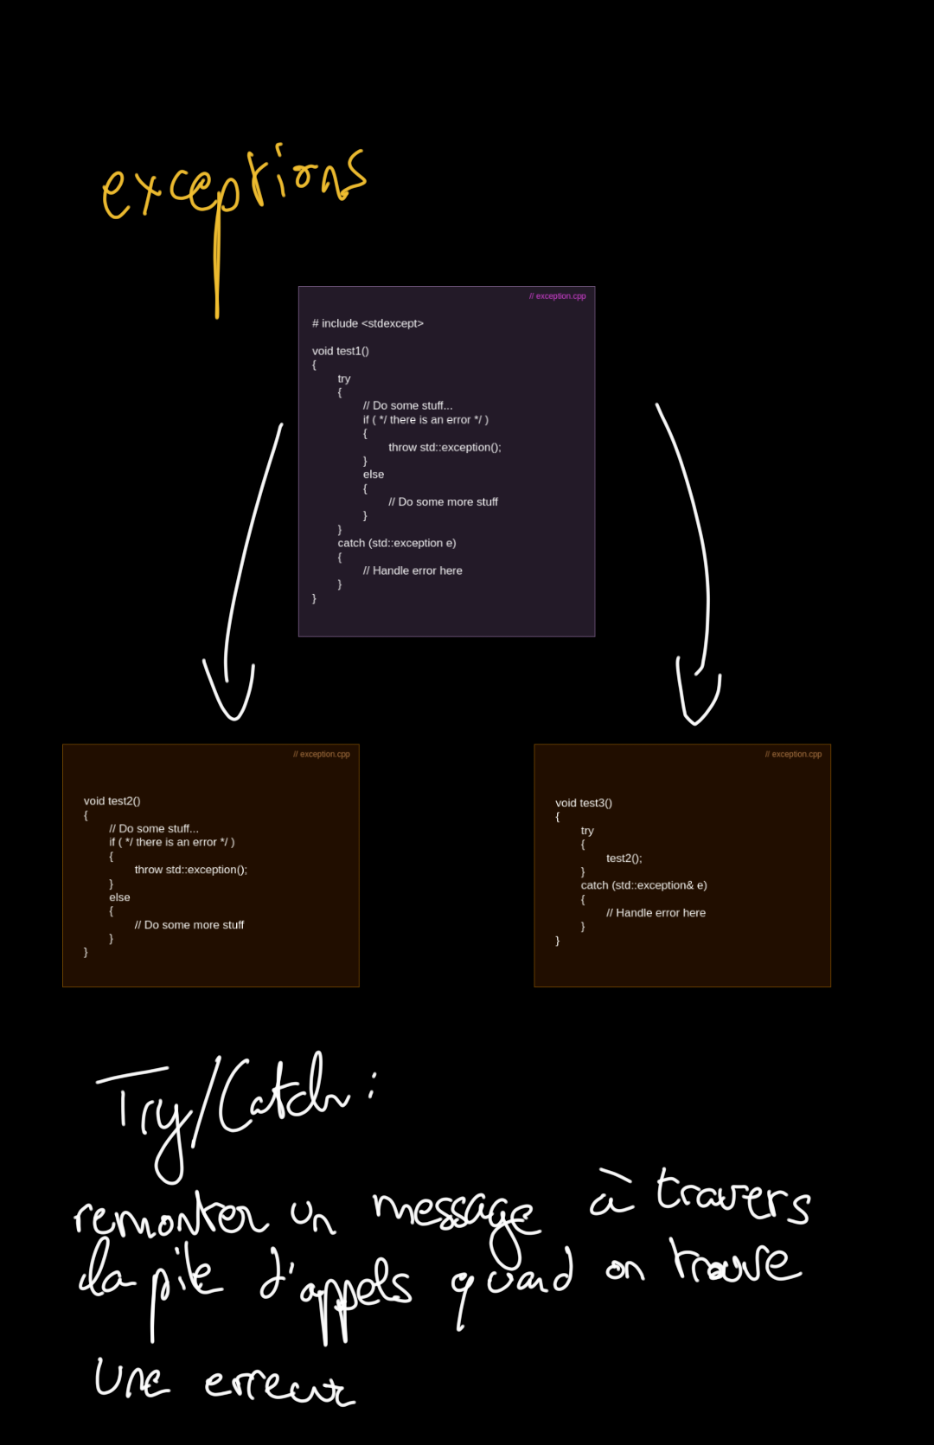 exceptions
// exception.cpp
# include <stdexcept>
void test1()
{
try
{
// Do some stuff...
if ( */ there is an error */ )
{
throw std::exception();
}
else
{
// Do some more stuff
}
}
catch (std::exception e)
{
// Handle error here
}
}
// exception.cpp
void test2()
{
// Do some stuff...
if ( */ there is an error */ )
{
throw std::exception();
}
else
{
// Do some more stuff
}
}
// exception.cpp
void test3()
{
try
{
test2();
}
catch (std::exception& e)
{
// Handle error here
}
}
Try/Catch :
remonter un message à travers
la pile d'appels quand on trouve
une erreur